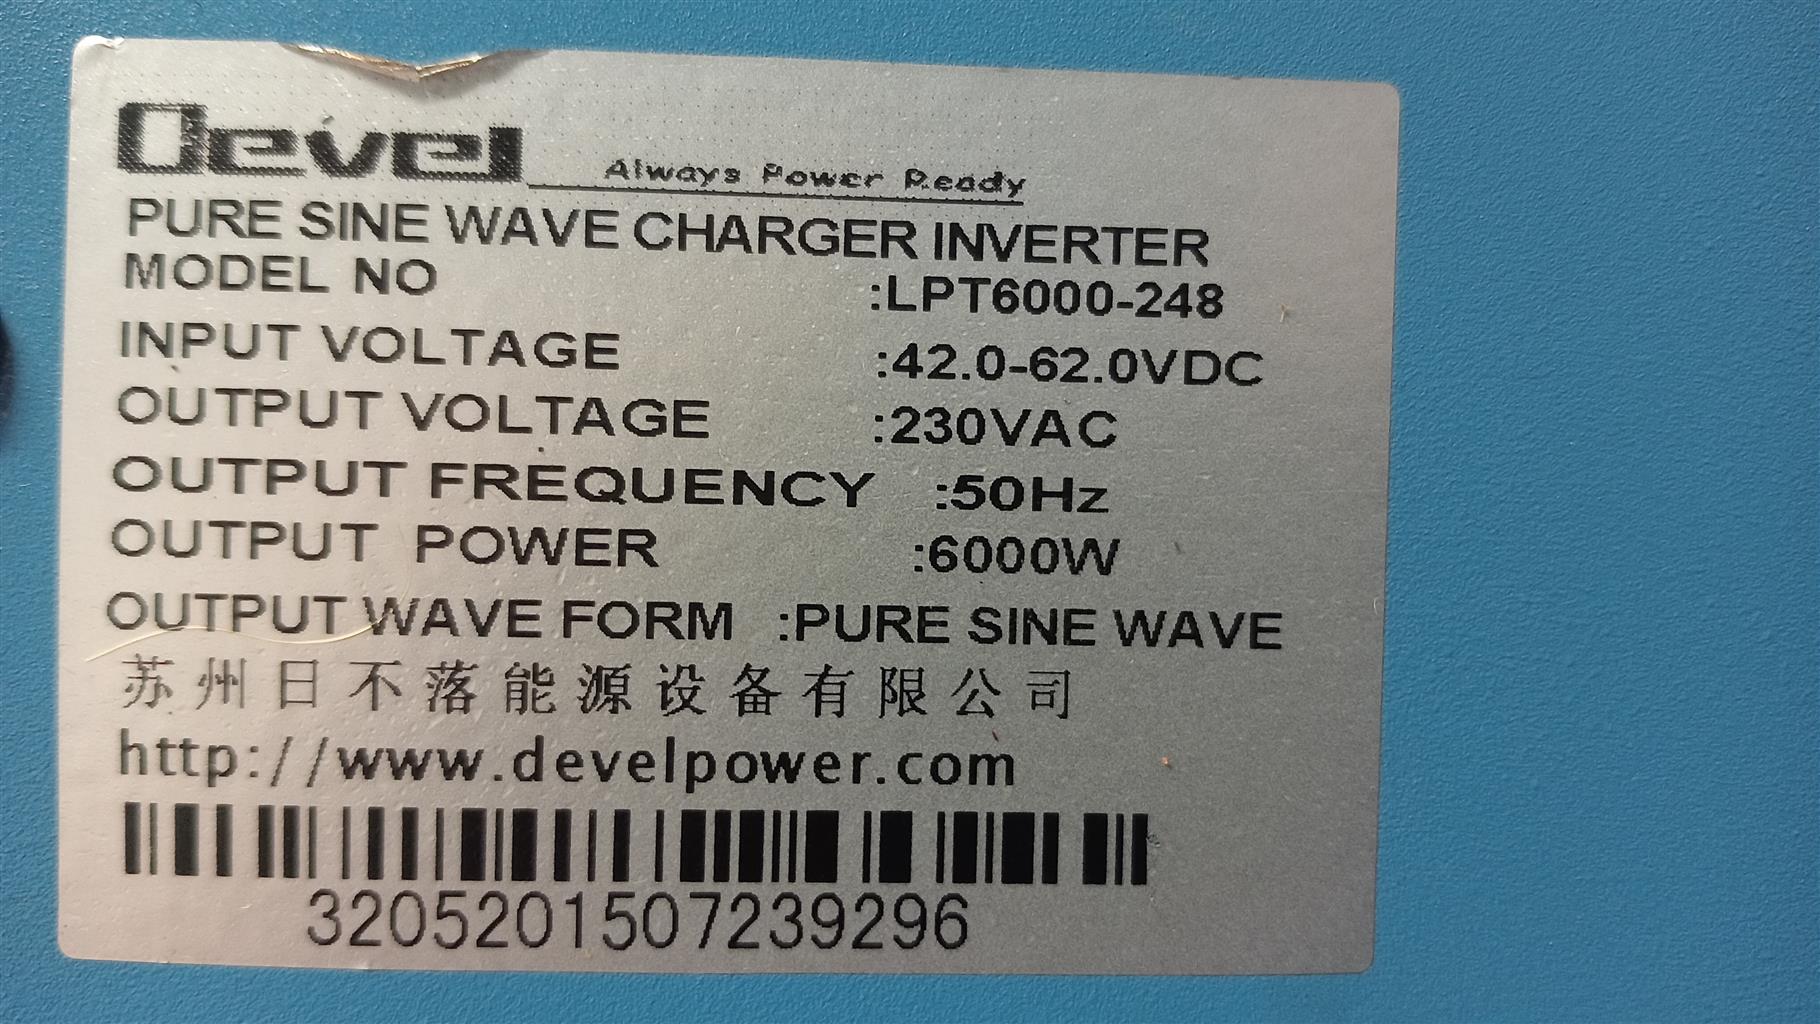 Devel Always Power Ready
PURE SINE WAVE CHARGER INVERTER
MODEL NO :LPT6000-248
INPUT VOLTAGE :42.0-62.0VDC
OUTPUT VOLTAGE :230VAC
OUTPUT FREQUENCY :50Hz
OUTPUT POWER :6000W
OUTPUT WAVE FORM :PURE SINE WAVE
苏州日不落能源设备有限公司
http://www.develpower.com
3205201507239296